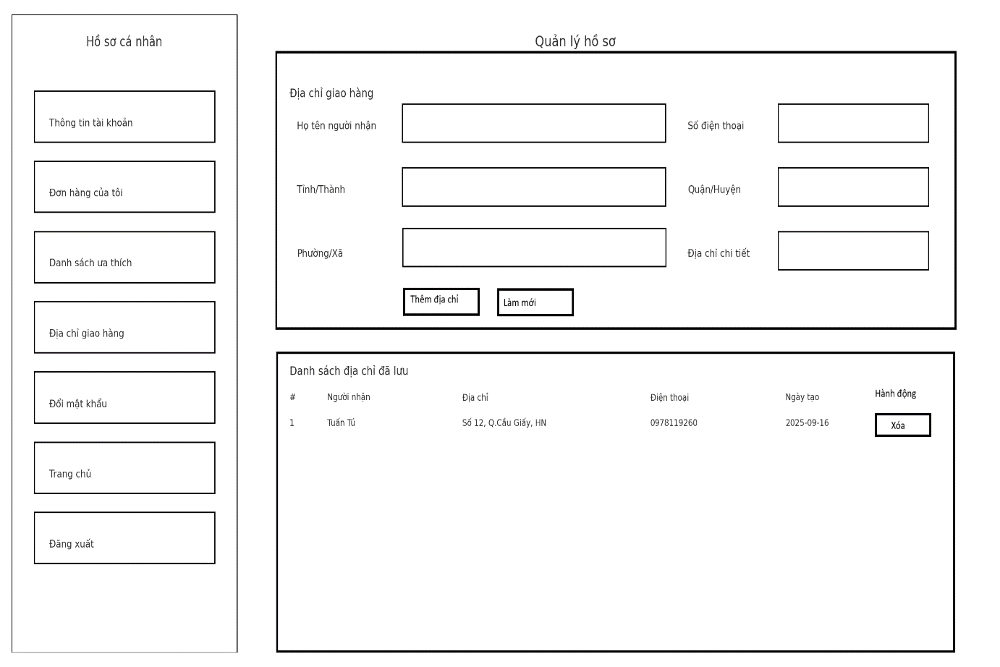 Hồ sơ cá nhân
Thông tin tài khoản
Đơn hàng của tôi
Danh sách ưa thích
Địa chỉ giao hàng
Đổi mật khẩu
Trang chủ
Đăng xuất
Quản lý hồ sơ
Địa chỉ giao hàng
Họ tên người nhận
Số điện thoại
Tỉnh/Thành
Quận/Huyện
Phường/Xã
Địa chỉ chi tiết
Thêm địa chỉ
Làm mới
Danh sách địa chỉ đã lưu
# Người nhận Địa chỉ Điện thoại Ngày tạo Hành động
1 Tuấn Tú Số 12, Q.Cầu Giấy, HN 0978119260 2025-09-16 Xóa